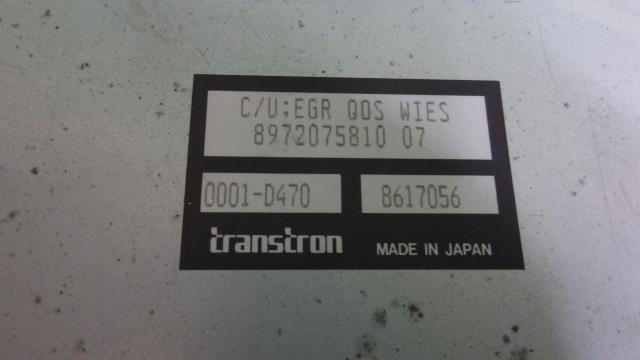 C/U;EGR QOS WIES
8972075810 07
0001-D470 8617056
transtron MADE IN JAPAN